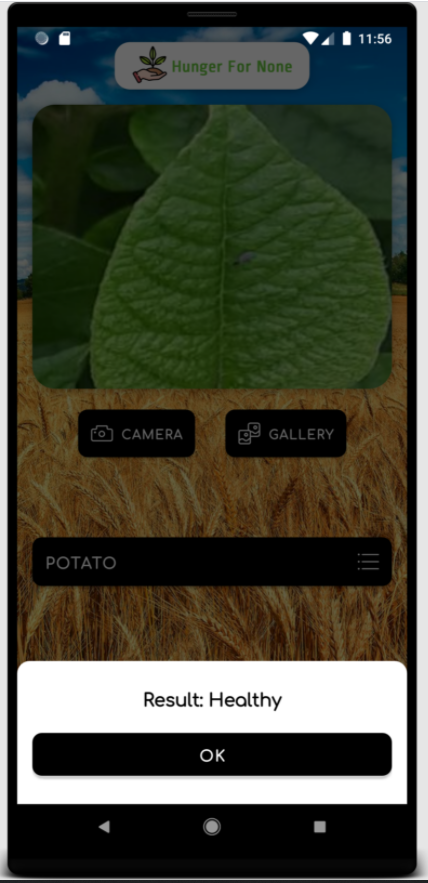 11:56
Hunger For None
CAMERA
GALLERY
POTATO
Result: Healthy
OK